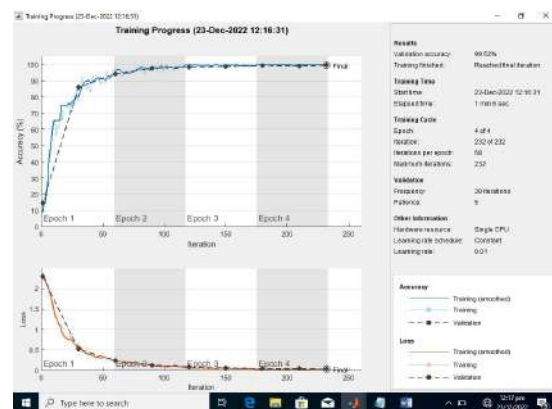 Training Progress (23-Dec-2022 12:16:31)
Training Progress (23-Dec-2022 12:16:31)
Accuracy (%)
100
90
80
70
60
50
40
30
20
10
0
Final
Epoch 1
Epoch 2
Epoch 3
Epoch 4
0
50
100
150
200
250
Iteration
Loss
2
1.5
1
0.5
0
Final
Epoch 1
Epoch 2
Epoch 3
Epoch 4
0
50
100
150
200
250
Iteration
Results
Validation accuracy: 99.52%
Training finished: Reached final iteration
Training Time
Start time: 23-Dec-2022 12:16:31
Elapsed time: 1 min 6 sec
Training Cycle
Epoch: 4 of 4
Iteration: 232 of 232
Iterations per epoch: 58
Maximum iterations: 232
Validation
Frequency: 30 iterations
Patience:
Other Information
Hardware resource: Single CPU
Learning rate schedule: Constant
Learning rate: 0.01
Accuracy
Training (smoothed)
Training
Validation
Loss
Training (smoothed)
Training
Validation
Type here to search
12:17 pm